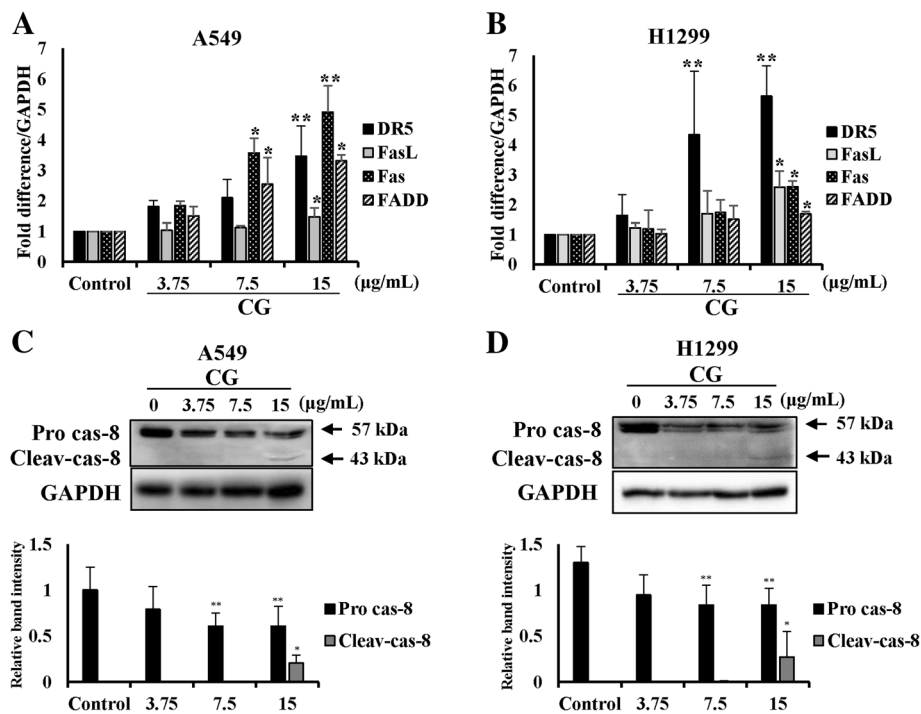 A
A549
Fold difference/GAPDH
7
6
5
4
3
2
1
0
**
*
*
**
*
*
DR5
FasL
Fas
FADD
Control 3.75 7.5 15 (µg/mL)
CG
B
H1299
Fold difference/GAPDH
7
6
5
4
3
2
1
0
**
**
*
*
*
DR5
FasL
Fas
FADD
Control 3.75 7.5 15 (µg/mL)
CG
C
A549
CG
0 3.75 7.5 15 (µg/mL)
Pro cas-8 57 kDa
Cleav-cas-8 43 kDa
GAPDH
Relative band intensity
1.5
1
0.5
0
**
**
*
Pro cas-8
Cleav-cas-8
Control 3.75 7.5 15
D
H1299
CG
0 3.75 7.5 15 (µg/mL)
Pro cas-8 57 kDa
Cleav-cas-8 43 kDa
GAPDH
Relative band intensity
1.5
1
0.5
0
**
**
*
Pro cas-8
Cleav-cas-8
Control 3.75 7.5 15